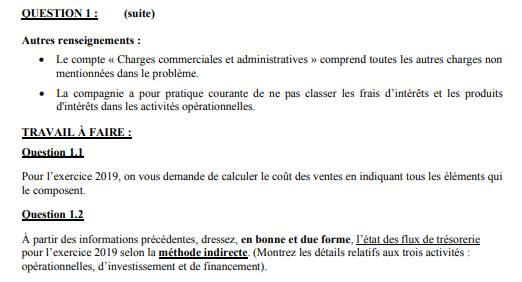 QUESTION 1 : (suite)
Autres renseignements :
• Le compte « Charges commerciales et administratives » comprend toutes les autres charges non
mentionnées dans le problème.
• La compagnie a pour pratique courante de ne pas classer les frais d'intérêts et les produits
d'intérêts dans les activités opérationnelles.
TRAVAIL À FAIRE :
Question 1.1
Pour l'exercice 2019, on vous demande de calculer le coût des ventes en indiquant tous les éléments qui
le composent.
Question 1.2
À partir des informations précédentes, dressez, en bonne et due forme, l'état des flux de trésorerie
pour l'exercice 2019 selon la méthode indirecte. (Montrez les détails relatifs aux trois activités :
opérationnelles, d'investissement et de financement).